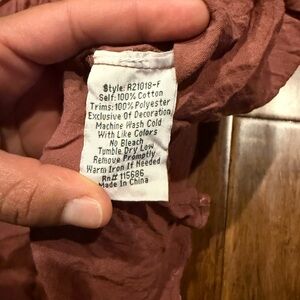 Style: R21018-F
Self: 100% Cotton
Trims: 100% Polyester
Exclusive Of Decoration
Machine Wash Cold
With Like Colors
No Bleach
Tumble Dry Low
Remove Promptly
Warm Iron If Needed
Rn# 115686
Made In China